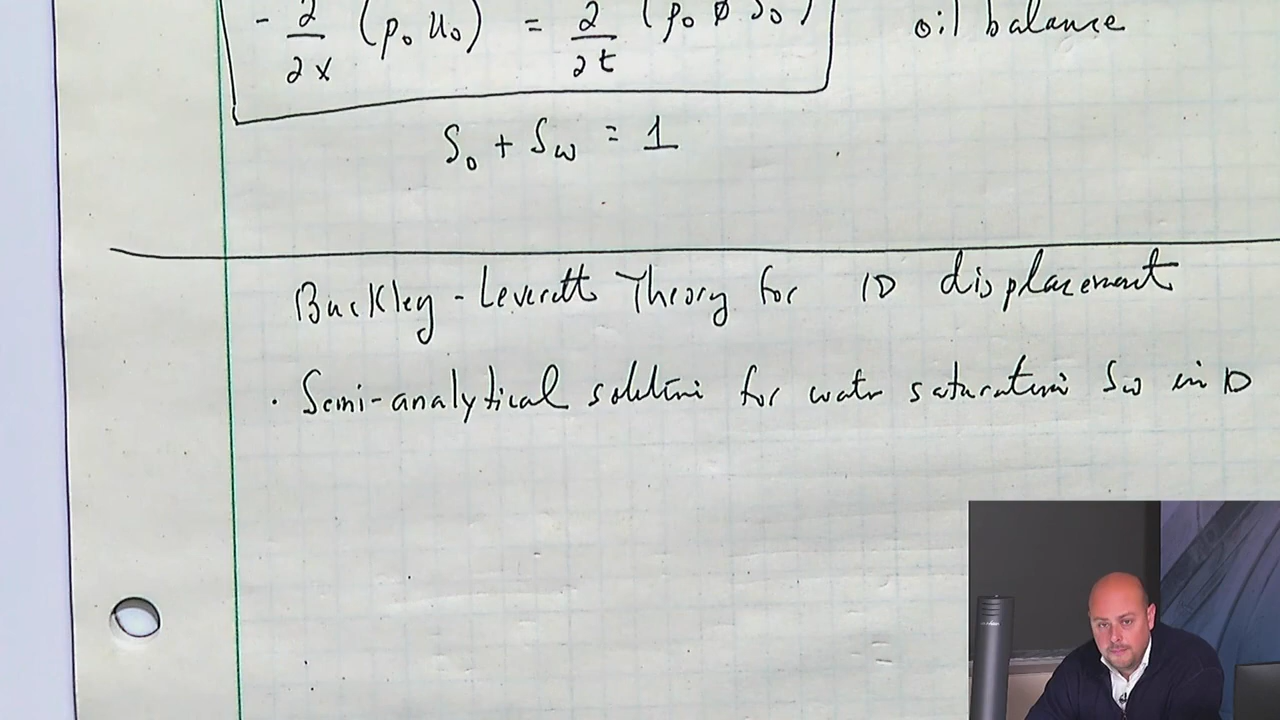 - ∂/∂x (ρo uo) = ∂/∂t (ρo ø So) oil balance
So + Sw = 1
Buckley - Leverett Theory for 1D displacement
· Semi-analytical solution for water saturation Sw in 1D